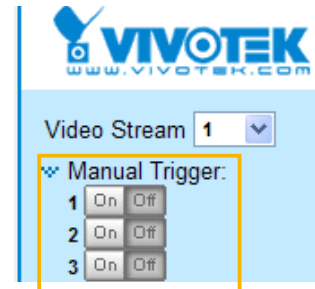 VIVOTEK
www.vivotek.com
Video Stream 1
Manual Trigger:
1 On Off
2 On Off
3 On Off